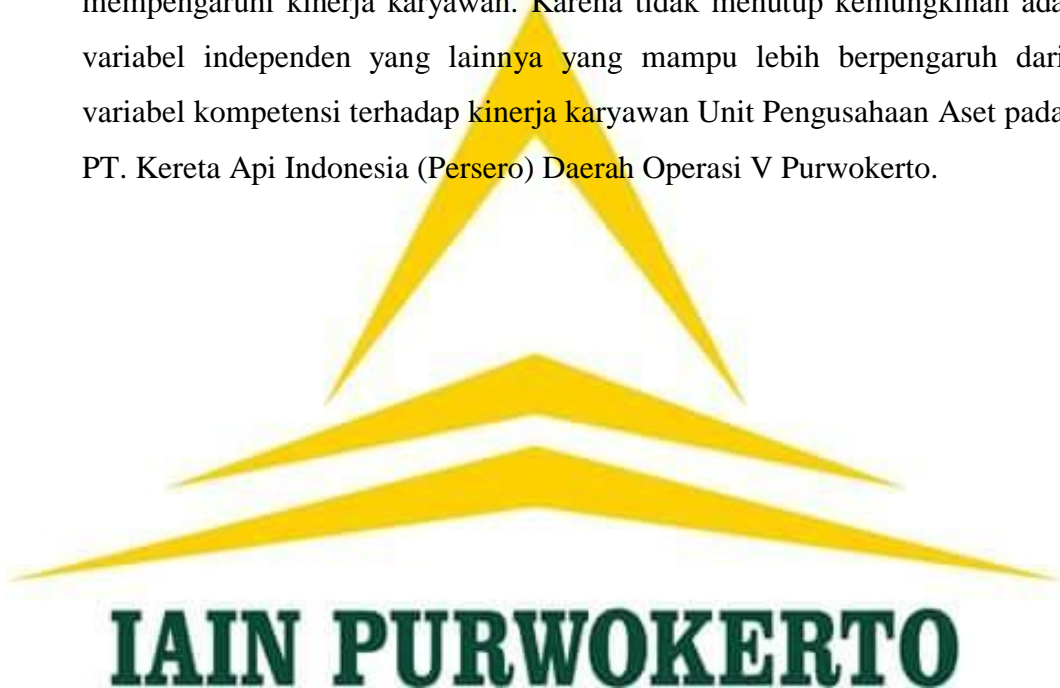 mempengaruhi kinerja karyawan. Karena tidak menutup kemungkinan ada
variabel independen yang lainnya yang mampu lebih berpengaruh dari
variabel kompetensi terhadap kinerja karyawan Unit Pengusahaan Aset pada
PT. Kereta Api Indonesia (Persero) Daerah Operasi V Purwokerto.
IAIN PURWOKERTO